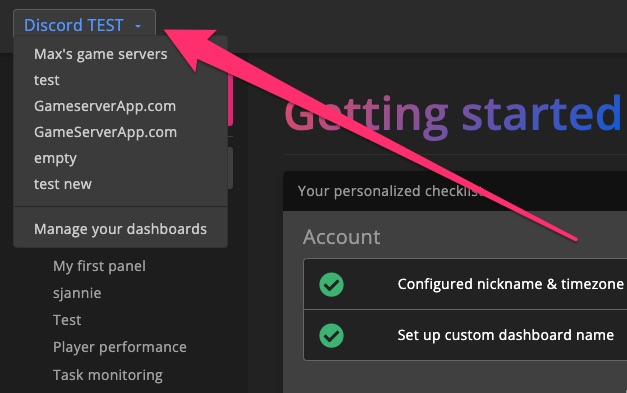 Discord TEST
Max's game servers
test
GameserverApp.com
GameServerApp.com
empty
test new
Manage your dashboards
My first panel
sjannie
Test
Player performance
Task monitoring
Getting started
Your personalized checklist
Account
Configured nickname & timezone
Set up custom dashboard name